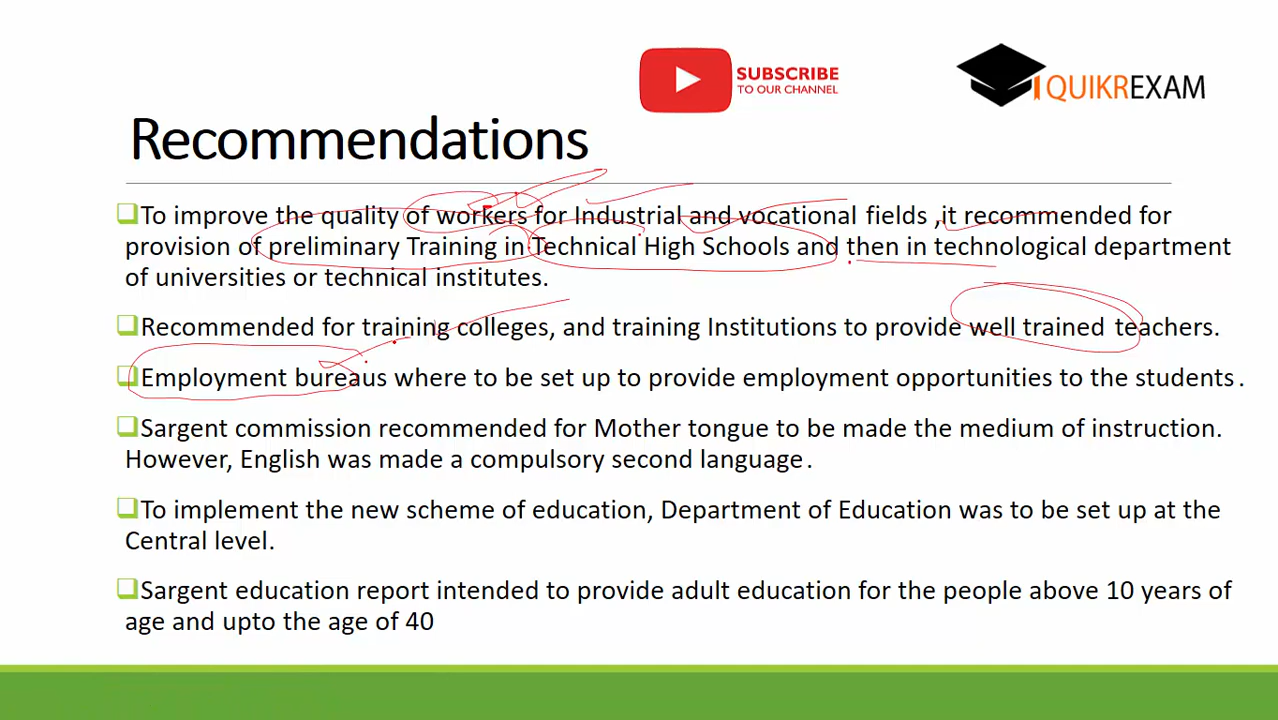 SUBSCRIBE
TO OUR CHANNEL
QUIKREXAM
Recommendations
To improve the quality of workers for Industrial and vocational fields ,it recommended for
provision of preliminary Training in Technical High Schools and then in technological department
of universities or technical institutes.
Recommended for training colleges, and training Institutions to provide well trained teachers.
Employment bureaus where to be set up to provide employment opportunities to the students.
Sargent commission recommended for Mother tongue to be made the medium of instruction.
However, English was made a compulsory second language.
To implement the new scheme of education, Department of Education was to be set up at the
Central level.
Sargent education report intended to provide adult education for the people above 10 years of
age and upto the age of 40